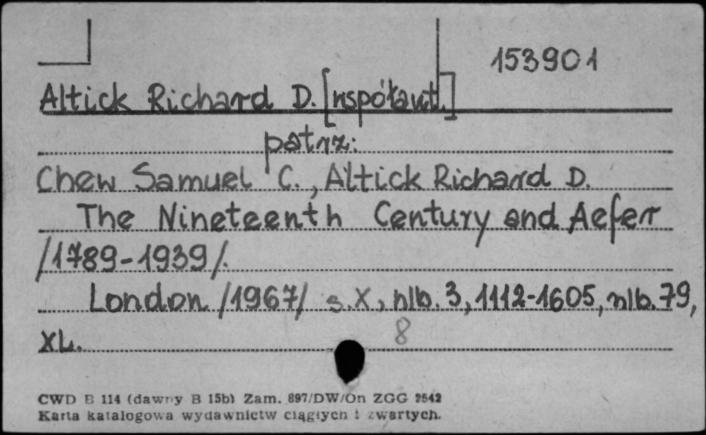 153901
Altick Richard D. [Współaut.]
patrz:
Chew Samuel C., Altick Richard D.
The Nineteenth Century and Aefer
/1789-1939/.
London /1967/ s.X, nlb. 3, 1112-1605, nlb. 79,
XL. 8
CWD B 114 (dawny B 15b) Zam. 897/DW/On ZGG 2542
Karta katalogowa wydawnictw ciągłych i zwartych.